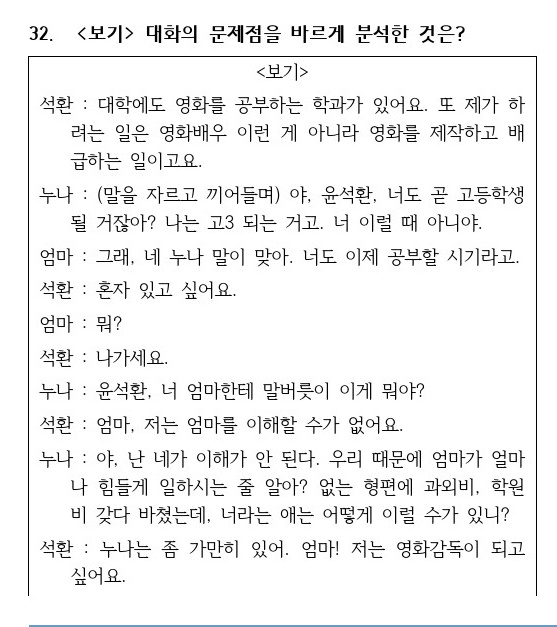 32. <보기> 대화의 문제점을 바르게 분석한 것은?
<보기>
석환 : 대학에도 영화를 공부하는 학과가 있어요. 또 제가 하
려는 일은 영화배우 이런 게 아니라 영화를 제작하고 배
급하는 일이고요.
누나 : (말을 자르고 끼어들며) 야, 윤석환, 너도 곧 고등학생
될 거잖아? 나는 고3 되는 거고. 너 이럴 때 아니야.
엄마 : 그래, 네 누나 말이 맞아. 너도 이제 공부할 시기라고.
석환 : 혼자 있고 싶어요.
엄마 : 뭐?
석환 : 나가세요.
누나 : 윤석환, 너 엄마한테 말버릇이 이게 뭐야?
석환 : 엄마, 저는 엄마를 이해할 수가 없어요.
누나 : 야, 난 네가 이해가 안 된다. 우리 때문에 엄마가 얼마
나 힘들게 일하시는 줄 알아? 없는 형편에 과외비, 학원
비 갖다 바쳤는데, 너라는 애는 어떻게 이럴 수가 있니?
석환 : 누나는 좀 가만히 있어. 엄마! 저는 영화감독이 되고
싶어요.